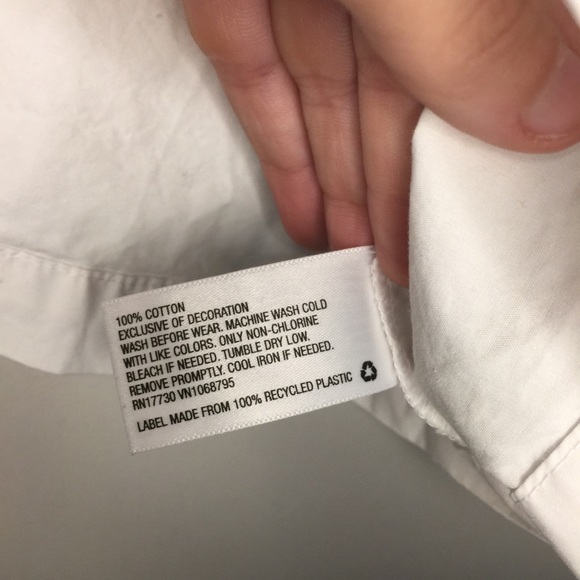 100% COTTON
EXCLUSIVE OF DECORATION
WASH BEFORE WEAR. MACHINE WASH COLD
WITH LIKE COLORS. ONLY NON-CHLORINE
BLEACH IF NEEDED. TUMBLE DRY LOW.
REMOVE PROMPTLY. COOL IRON IF NEEDED.
RN17730 VN1068795
LABEL MADE FROM 100% RECYCLED PLASTIC